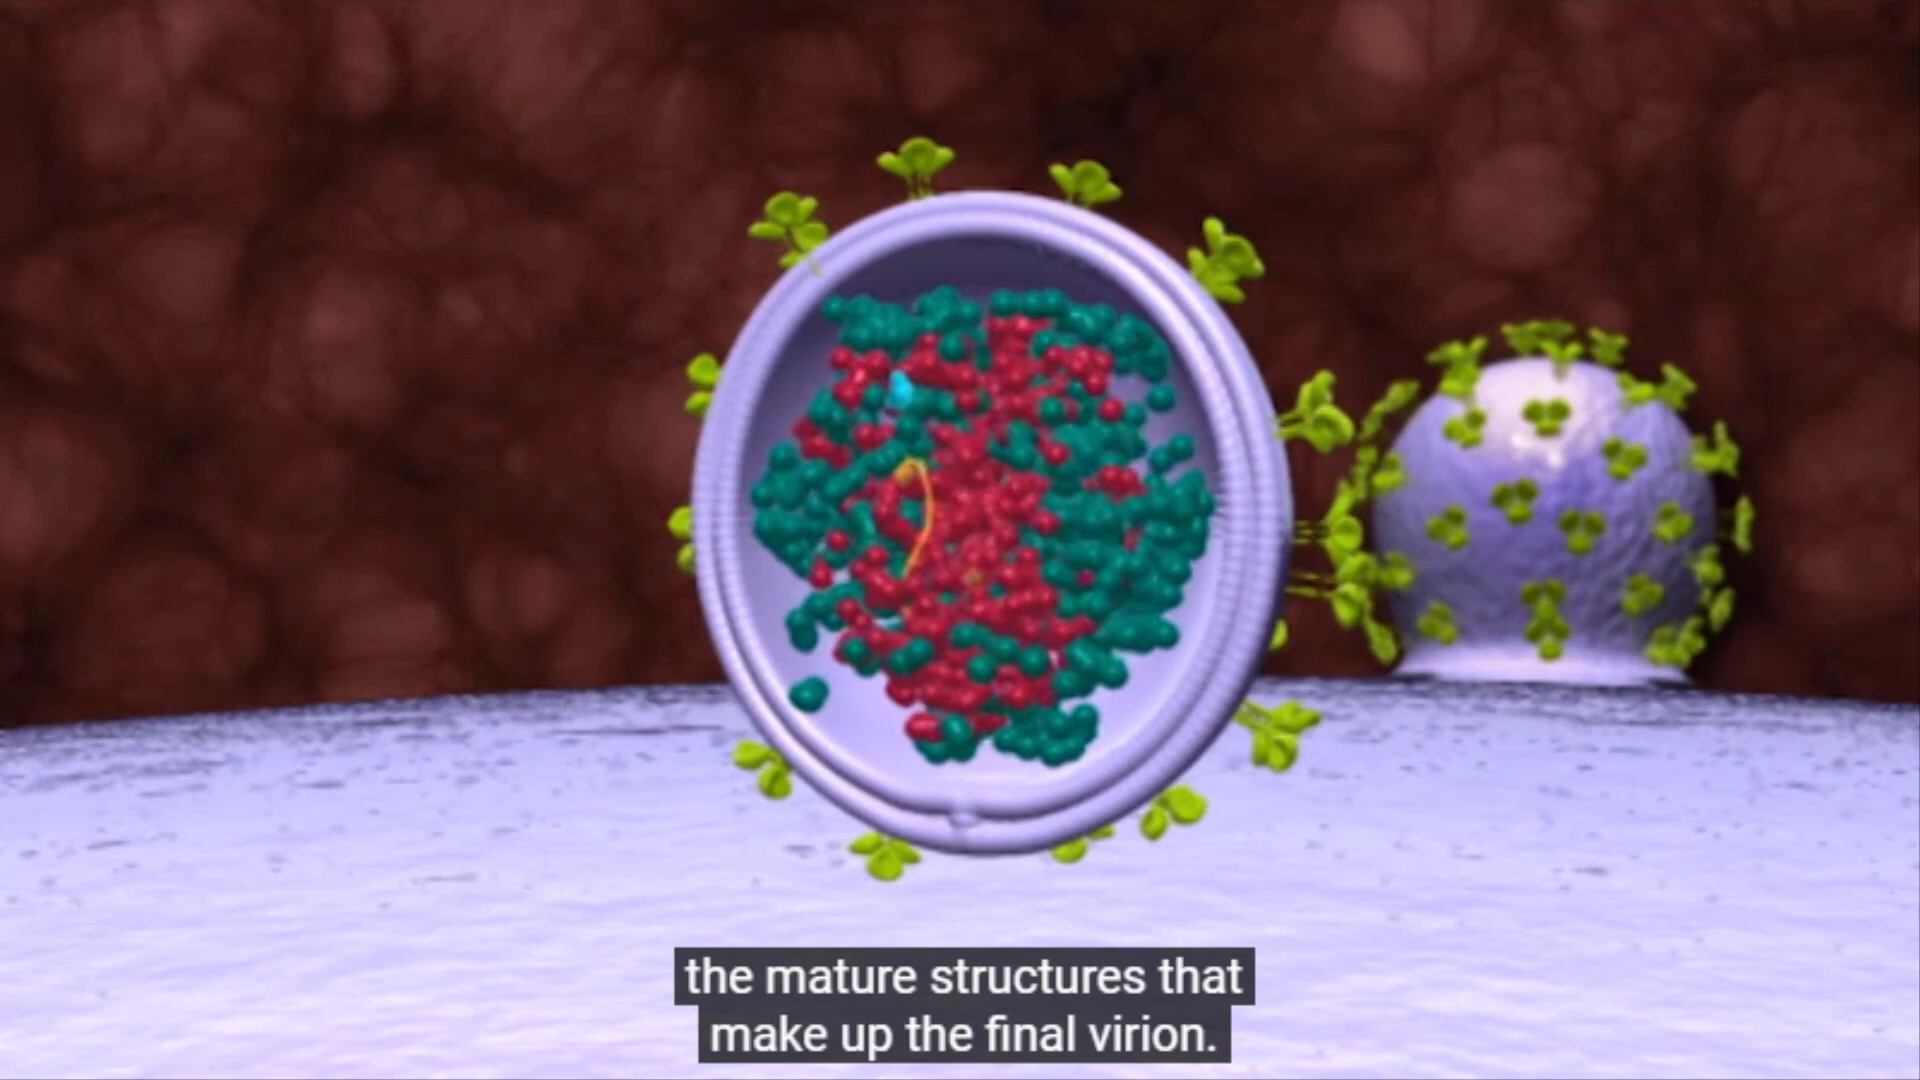 the mature structures that
make up the final virion.